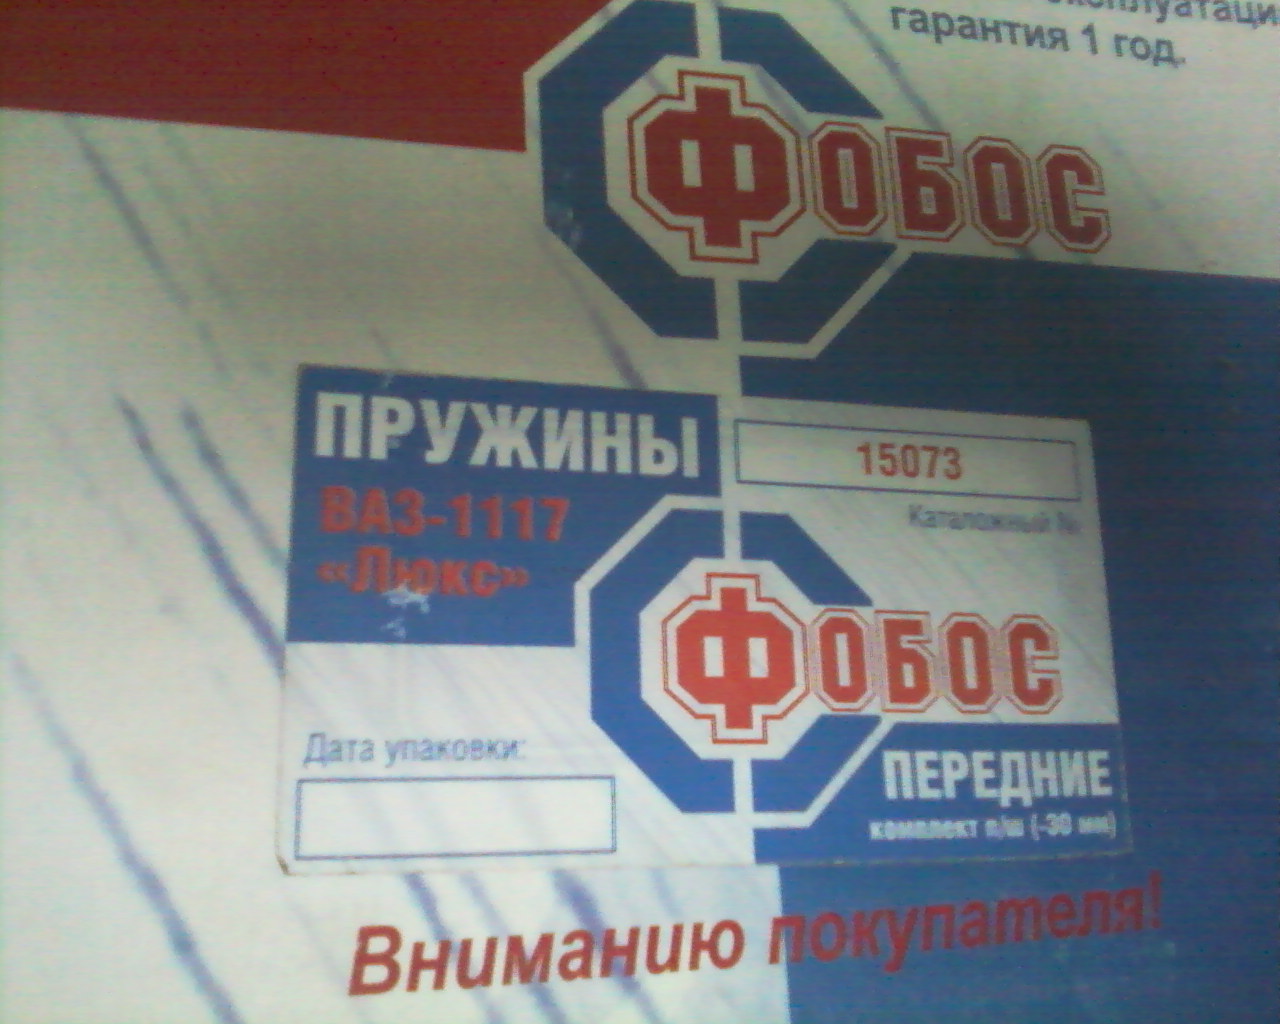 эксплуатаци
гарантия 1 год.
ФОБОС
ПРУЖИНЫ
ВАЗ-1117
«Люкс»
15073
Каталожный №
ФОБОС
Дата упаковки:
ПЕРЕДНИЕ
комплект п/ш (-30 мм)
Вниманию покупателя!